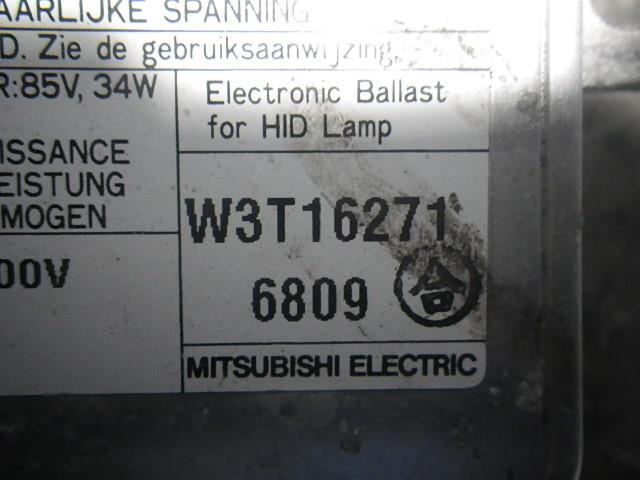 AARLIJKE SPANNING
D. Zie de gebruiksaanwijzing.
R:85V, 34W
Electronic Ballast
for HID Lamp
ISSANCE
EISTUNG
MOGEN
W3T16271
00V
6809 合
MITSUBISHI ELECTRIC